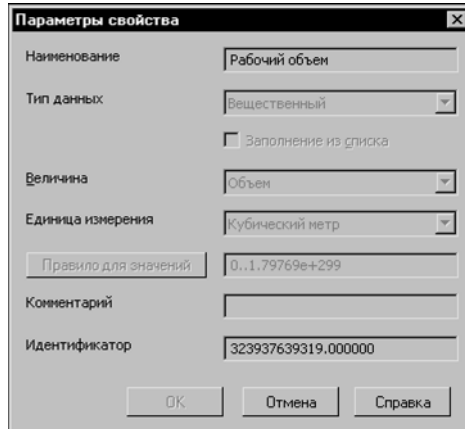 Параметры свойства
Наименование
Рабочий объем
Тип данных
Вещественный
Заполнение из списка
Величина
Объем
Единица измерения
Кубический метр
Правило для значений
0..1.79769e+299
Комментарий
Идентификатор
323937639319.000000
OK
Отмена
Справка